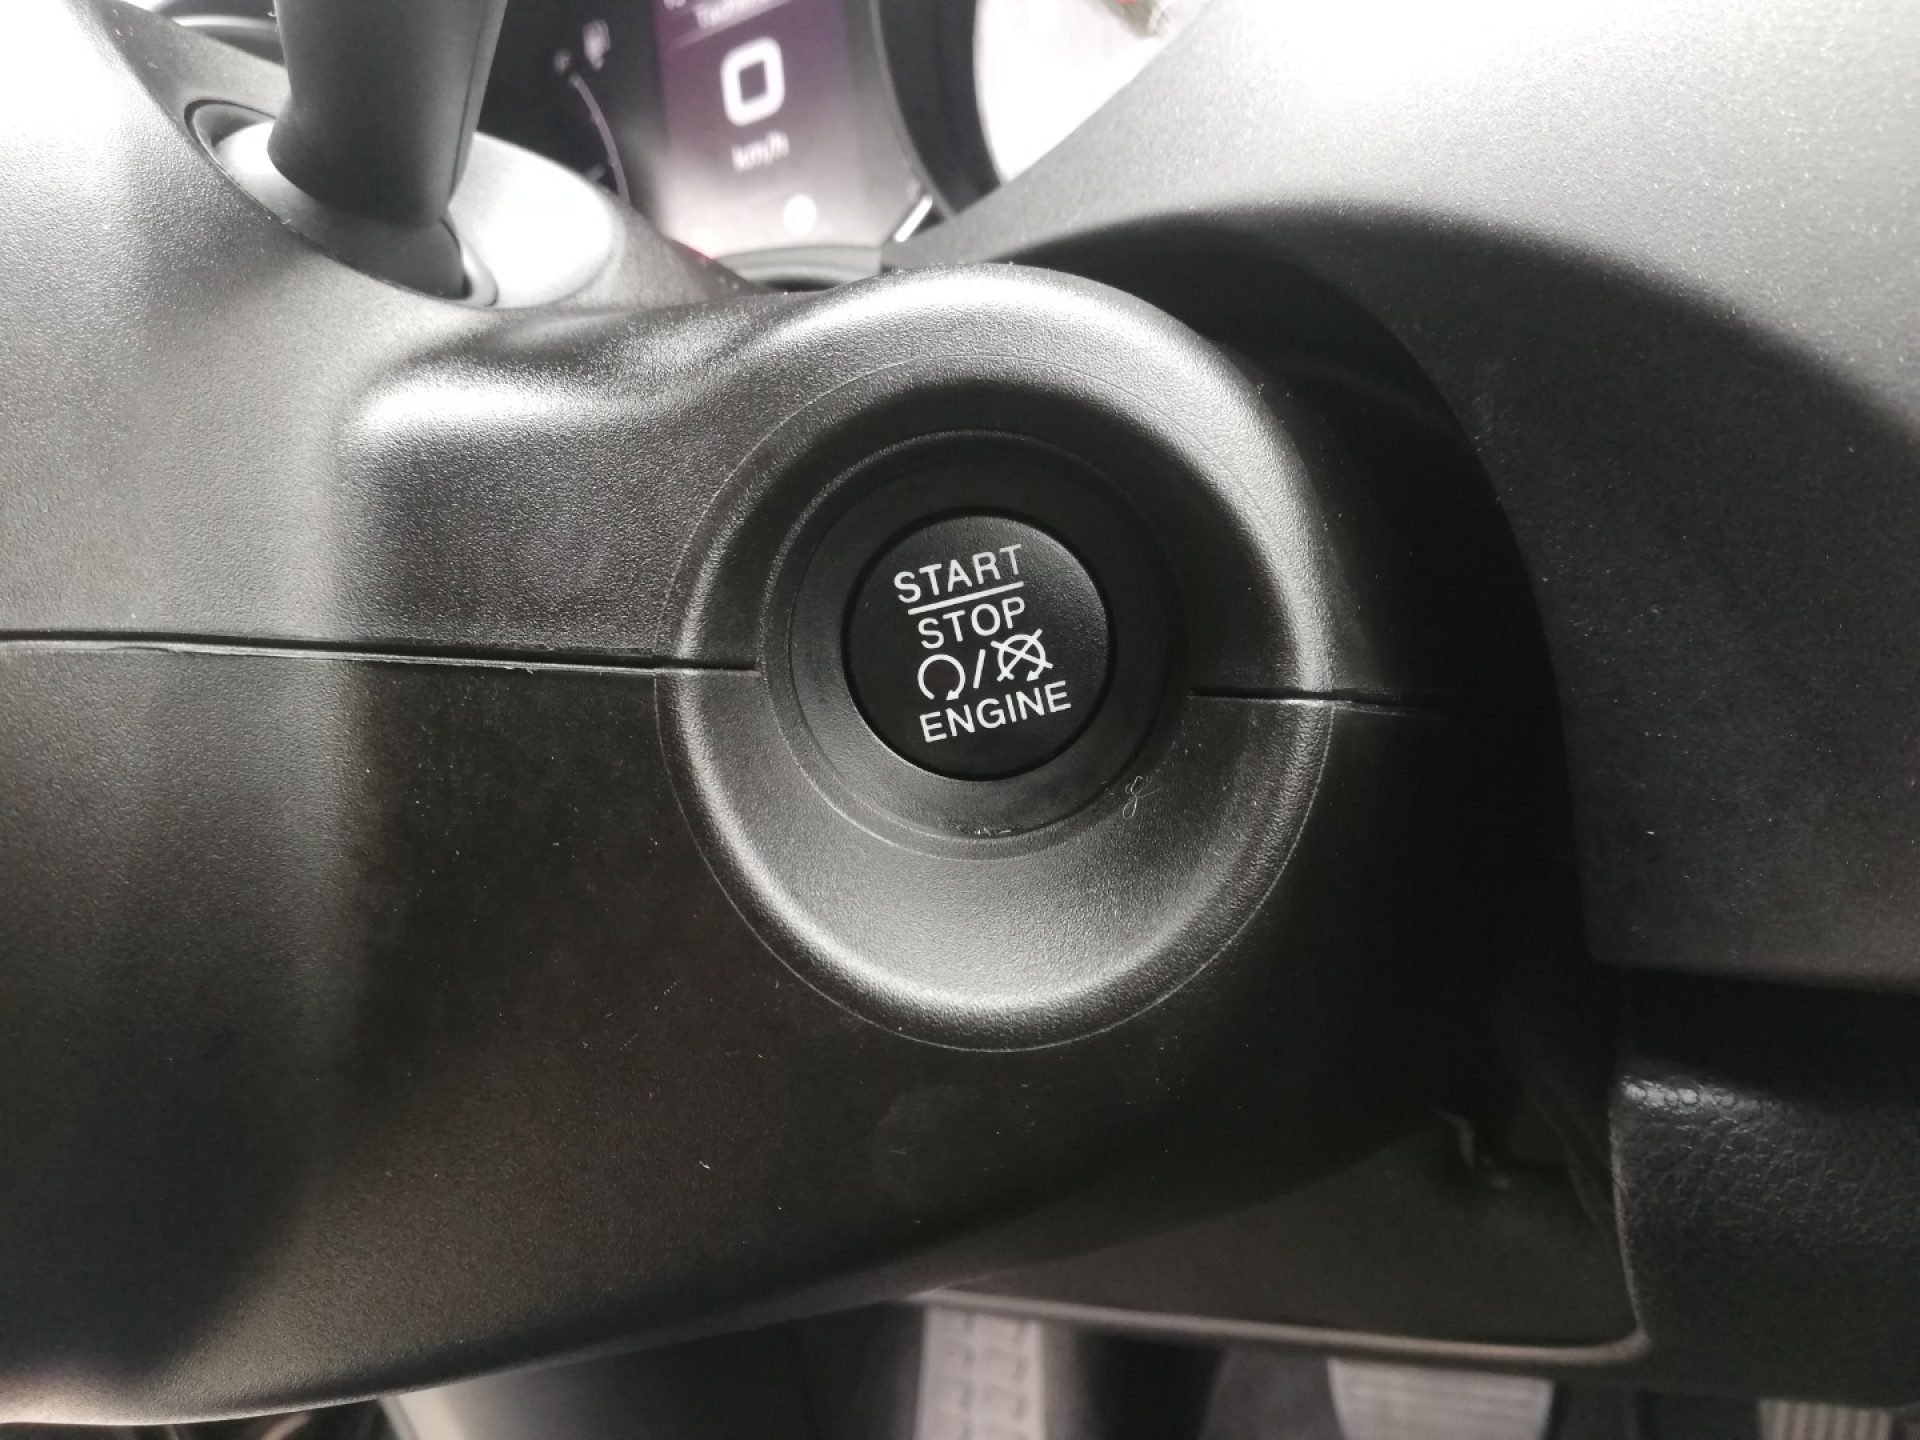 0
km/h
START
STOP
/
ENGINE